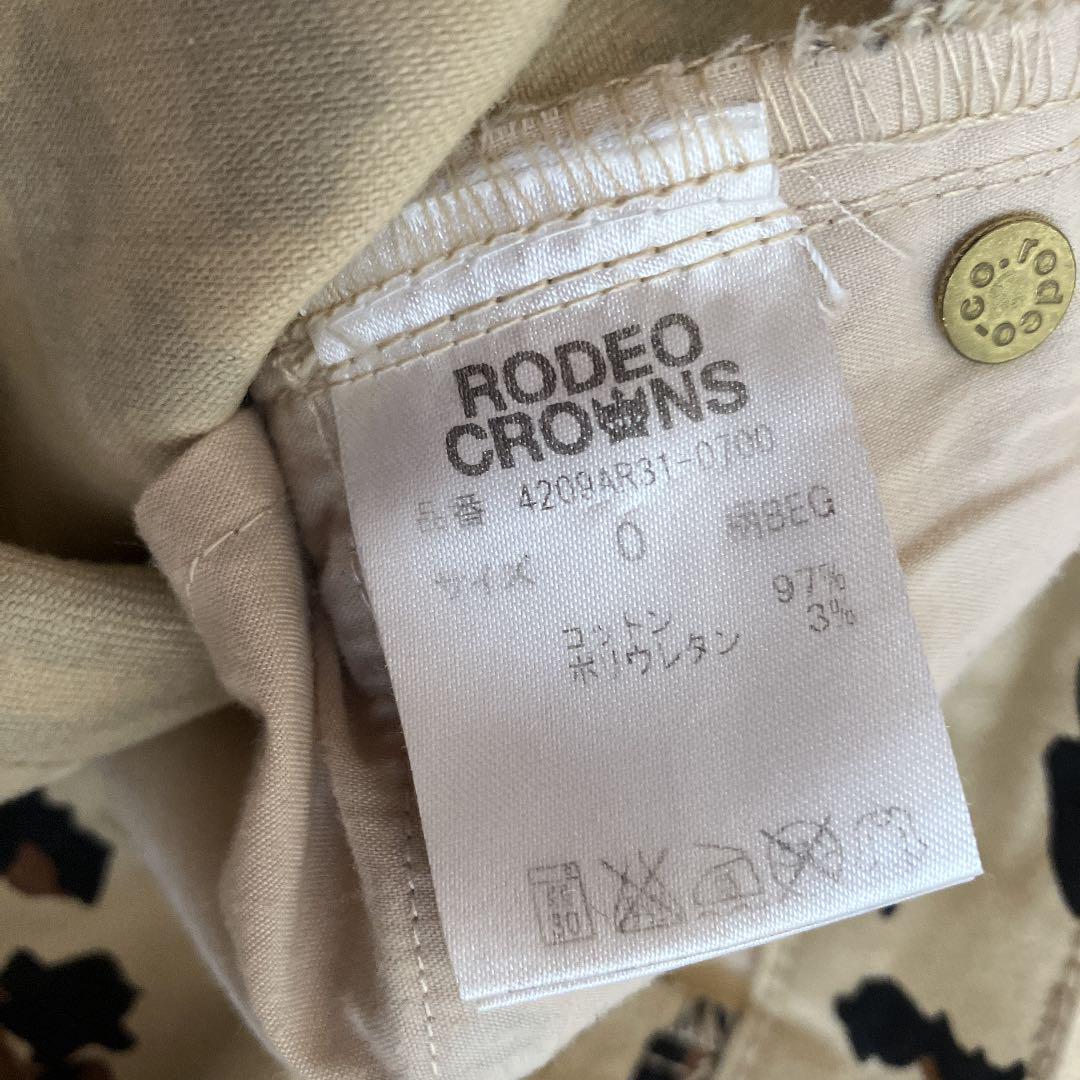 RODEO
CROWNS
品番 4209AR31-0700
サイズ 0 柄BEG
コットン 97%
ポリウレタン 3%
30
rodeo-co.